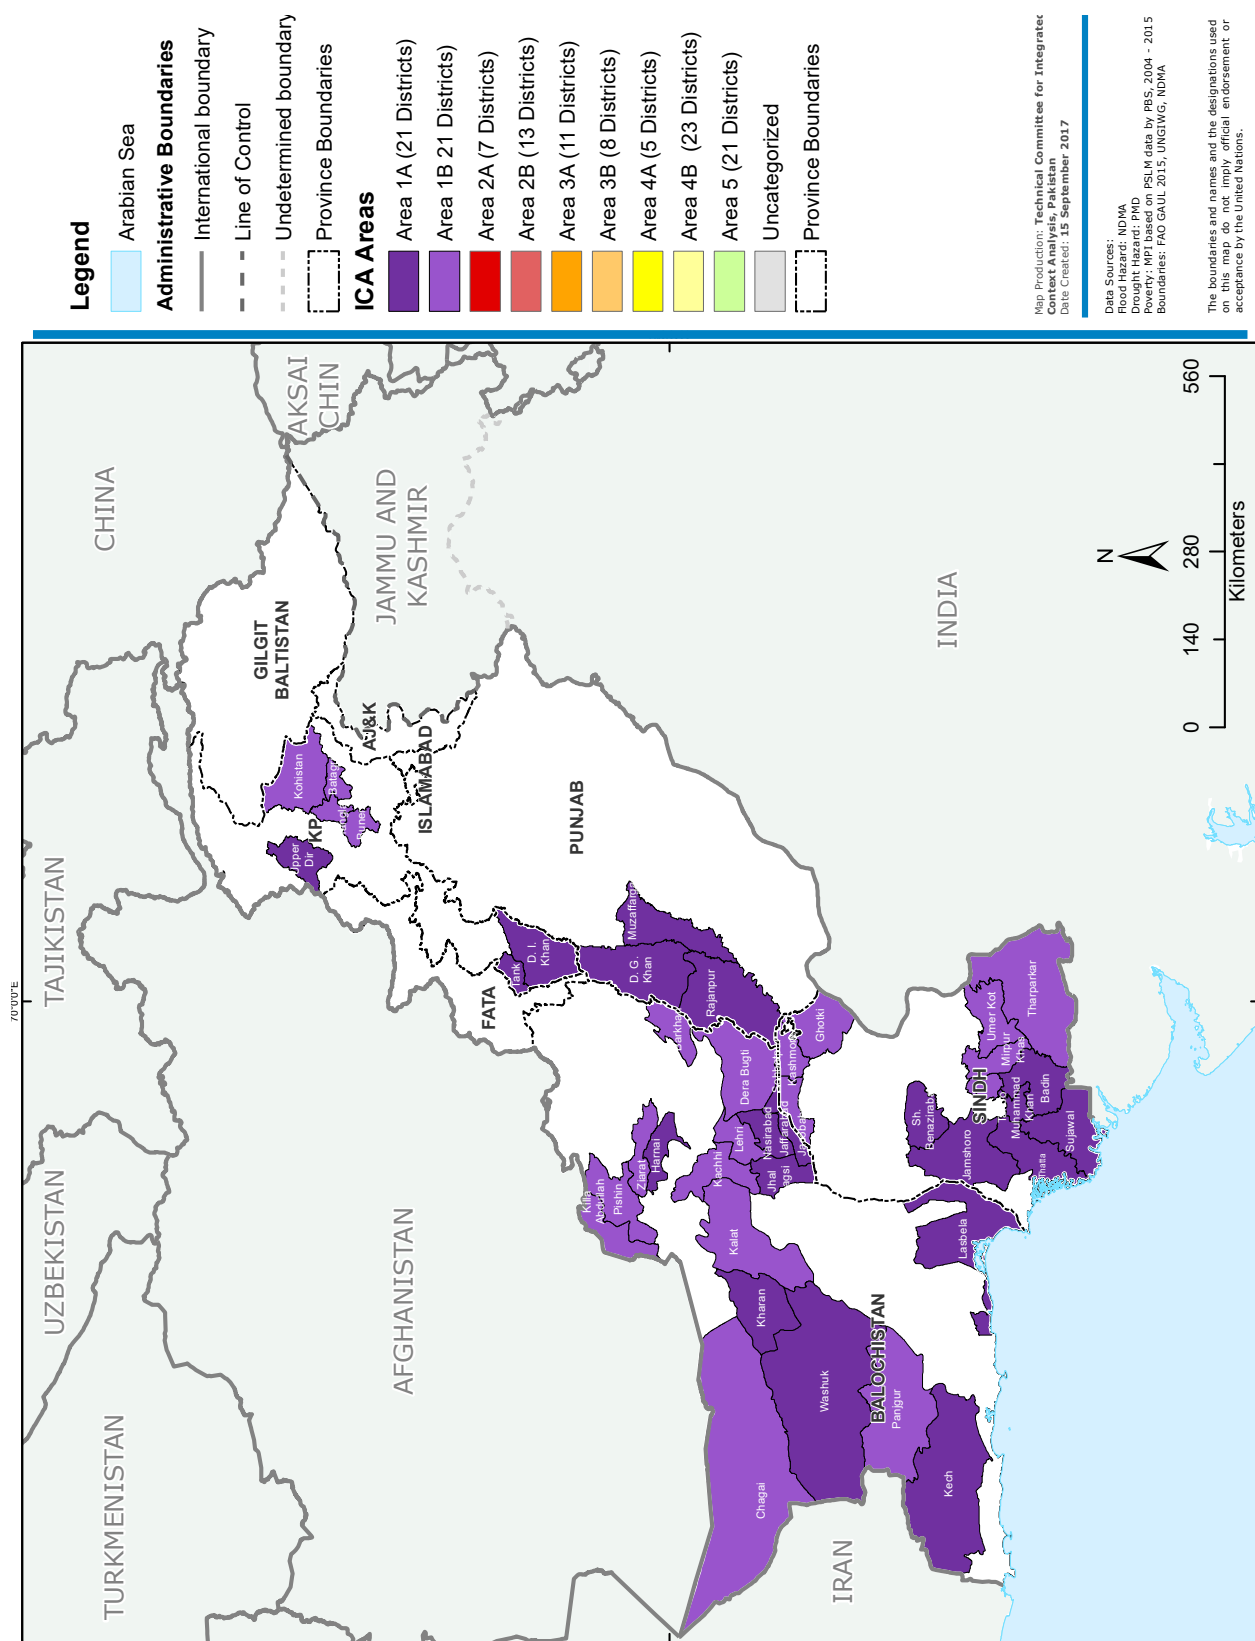 Legend
Arabian Sea
Administrative Boundaries
International boundary
Line of Control
Undetermined boundary
Province Boundaries
ICA Areas
Area 1A (21 Districts)
Area 1B 21 Districts)
Area 2A (7 Districts)
Area 2B (13 Districts)
Area 3A (11 Districts)
Area 3B (8 Districts)
Area 4A (5 Districts)
Area 4B (23 Districts)
Area 5 (21 Districts)
Uncategorized
Province Boundaries
Map Production: Technical Committee for Integrated
Context Analysis, Pakistan
Date Created: 15 September 2017
Data Sources:
Flood Hazard: NDMA
Drought Hazard: PMD
Poverty: MPI based on PSLM data by PBS, 2004 - 2015
Boundaries: FAO GAUL 2015, UNGIWG, NDMA
The boundaries and names and the designations used
on this map do not imply official endorsement or
acceptance by the United Nations.
70°0'0"E
TURKMENISTAN
UZBEKISTAN
TAJIKISTAN
CHINA
AKSAI
CHIN
JAMMU AND
KASHMIR
AFGHANISTAN
IRAN
INDIA
GILGIT
BALTISTAN
AJ&K
ISLAMABAD
KP
FATA
PUNJAB
SINDH
BALOCHISTAN
Kohistan
Batag
Bune
Upper
Dir
Tank
D. I.
Khan
D. G.
Khan
Muzaffarg
Rajanpur
Barkha
Dera Bugti
Kashmor
Ghotki
Nasirabad
Jaffarabad
Lehri
Kachhi
Jhal
Ziarat
Harnai
Killa
Abdullah
Pishin
Kalat
Kharan
Washuk
Chagai
Panjgur
Kech
Lasbela
Sh.
Benazirab
Jamshoro
Muhammad
Khan
Badin
Sujawal
Thatta
Mirpur
Khas
Umer Kot
Tharparkar
N
0 140 280 560
Kilometers